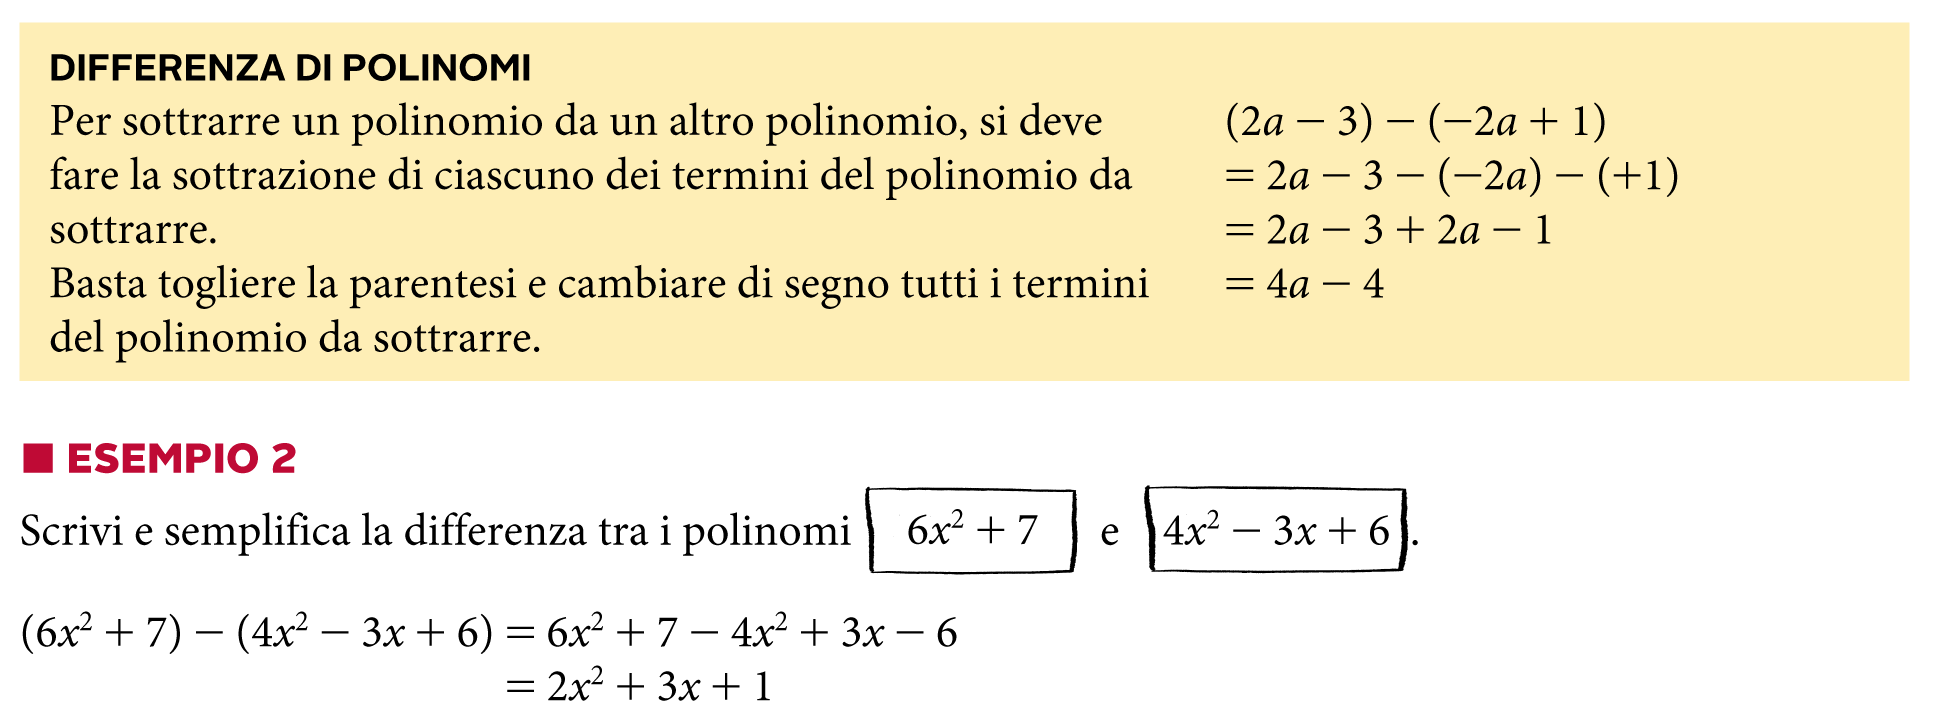 DIFFERENZA DI POLINOMI
Per sottrarre un polinomio da un altro polinomio, si deve
fare la sottrazione di ciascuno dei termini del polinomio da
sottrarre.
Basta togliere la parentesi e cambiare di segno tutti i termini
del polinomio da sottrarre.
(2a − 3) − (−2a + 1)
= 2a − 3 − (−2a) − (+1)
= 2a − 3 + 2a − 1
= 4a − 4
■ ESEMPIO 2
Scrivi e semplifica la differenza tra i polinomi 6x² + 7 e 4x² − 3x + 6.
(6x² + 7) − (4x² − 3x + 6) = 6x² + 7 − 4x² + 3x − 6
= 2x² + 3x + 1